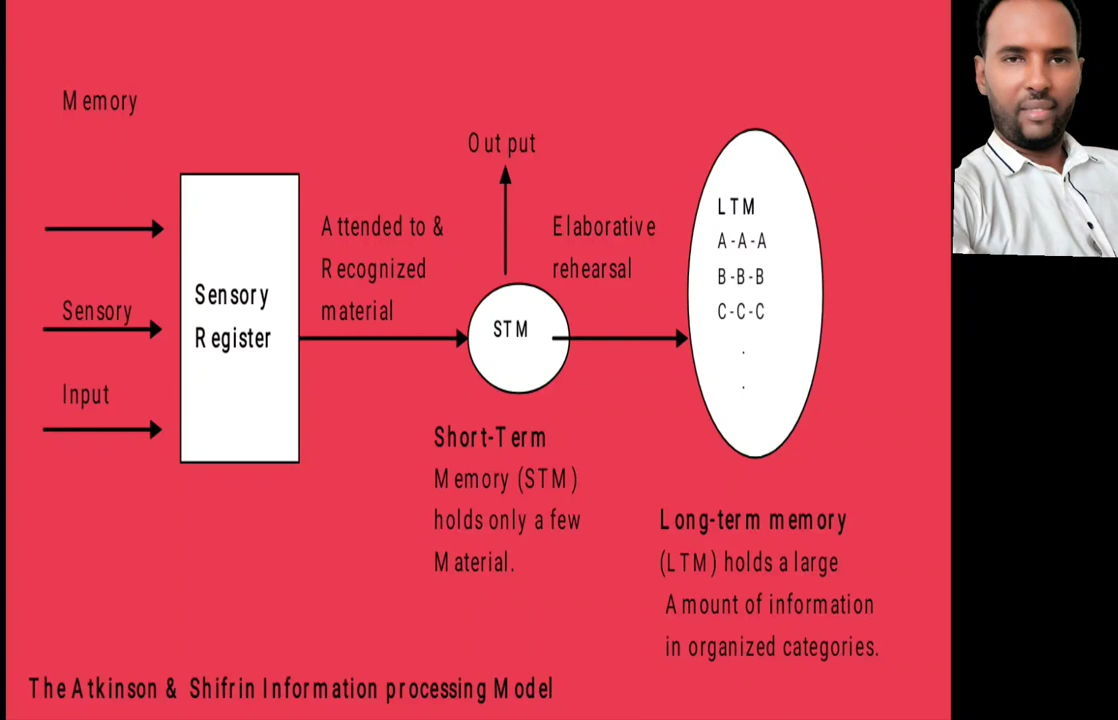 Memory
Output
Attended to &
Recognized
material
Elaborative
rehearsal
LTM
A-A-A
B-B-B
C-C-C
.
.
Sensory
Input
Sensory
Register
STM
Short-Term
Memory (STM)
holds only a few
Material.
Long-term memory
(LTM) holds a large
Amount of information
in organized categories.
The Atkinson & Shifrin Information processing Model